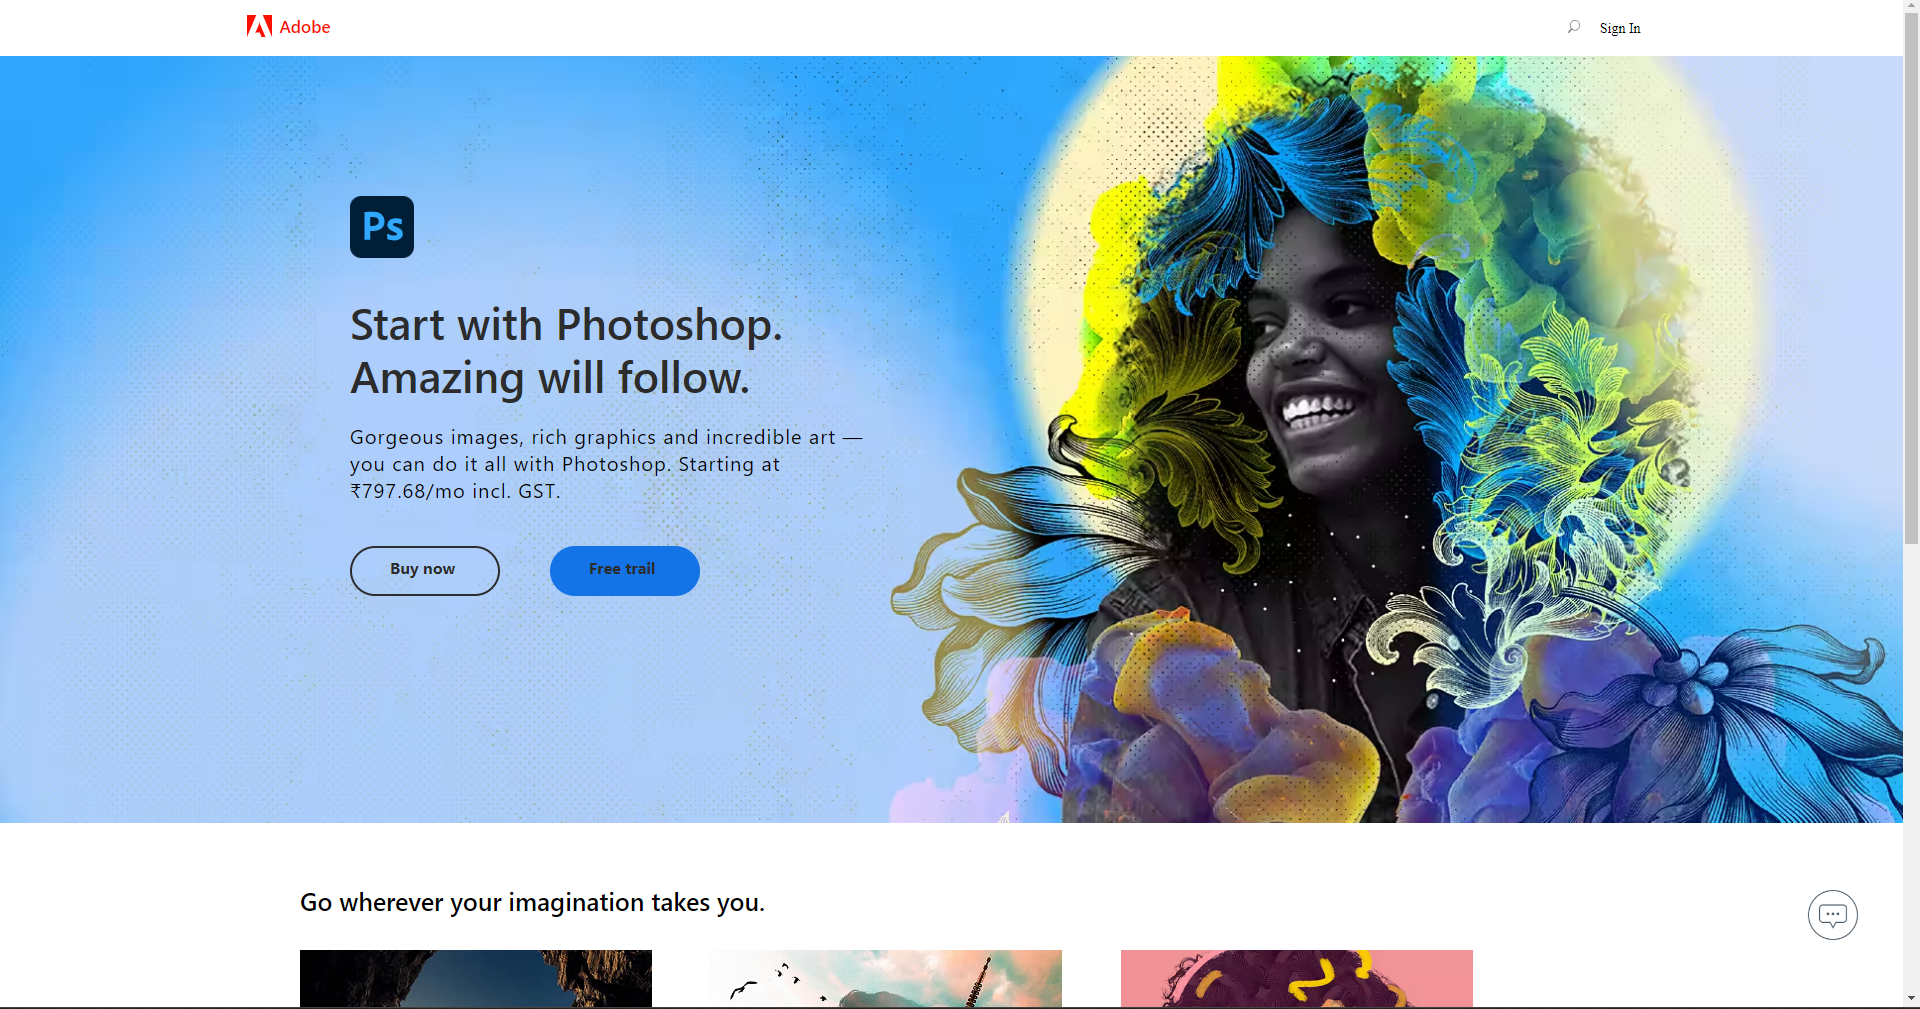 Adobe
Sign In
Ps
Start with Photoshop.
Amazing will follow.
Gorgeous images, rich graphics and incredible art —
you can do it all with Photoshop. Starting at
₹797.68/mo incl. GST.
Buy now
Free trail
Go wherever your imagination takes you.